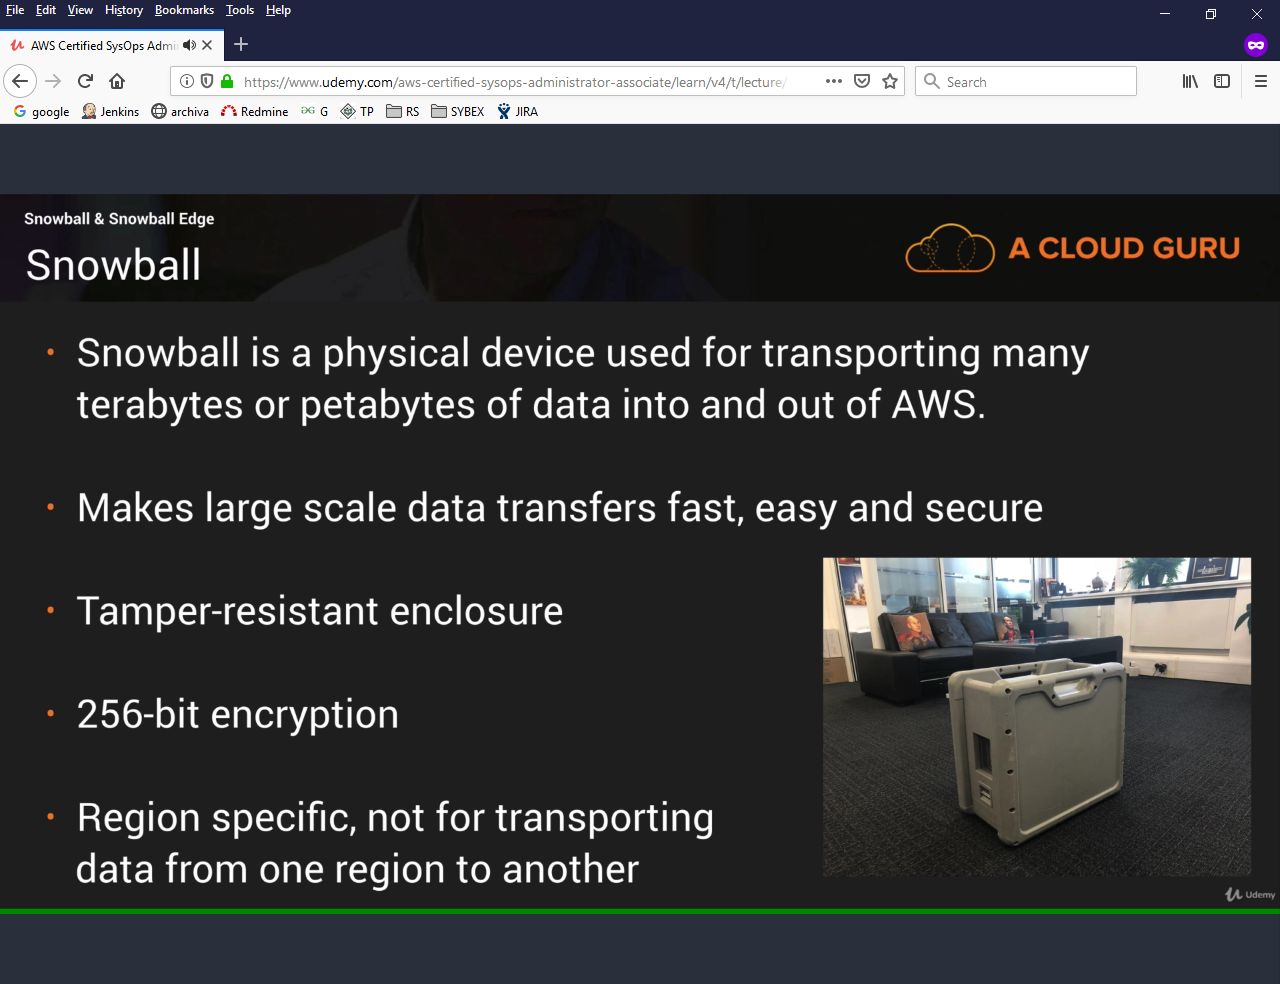 File Edit View History Bookmarks Tools Help
AWS Certified SysOps Admi
https://www.udemy.com/aws-certified-sysops-administrator-associate/learn/v4/t/lecture/
Search
google Jenkins archiva Redmine G TP RS SYBEX JIRA
Snowball & Snowball Edge
Snowball
A CLOUD GURU
• Snowball is a physical device used for transporting many
terabytes or petabytes of data into and out of AWS.
• Makes large scale data transfers fast, easy and secure
• Tamper-resistant enclosure
• 256-bit encryption
• Region specific, not for transporting
data from one region to another
Udemy